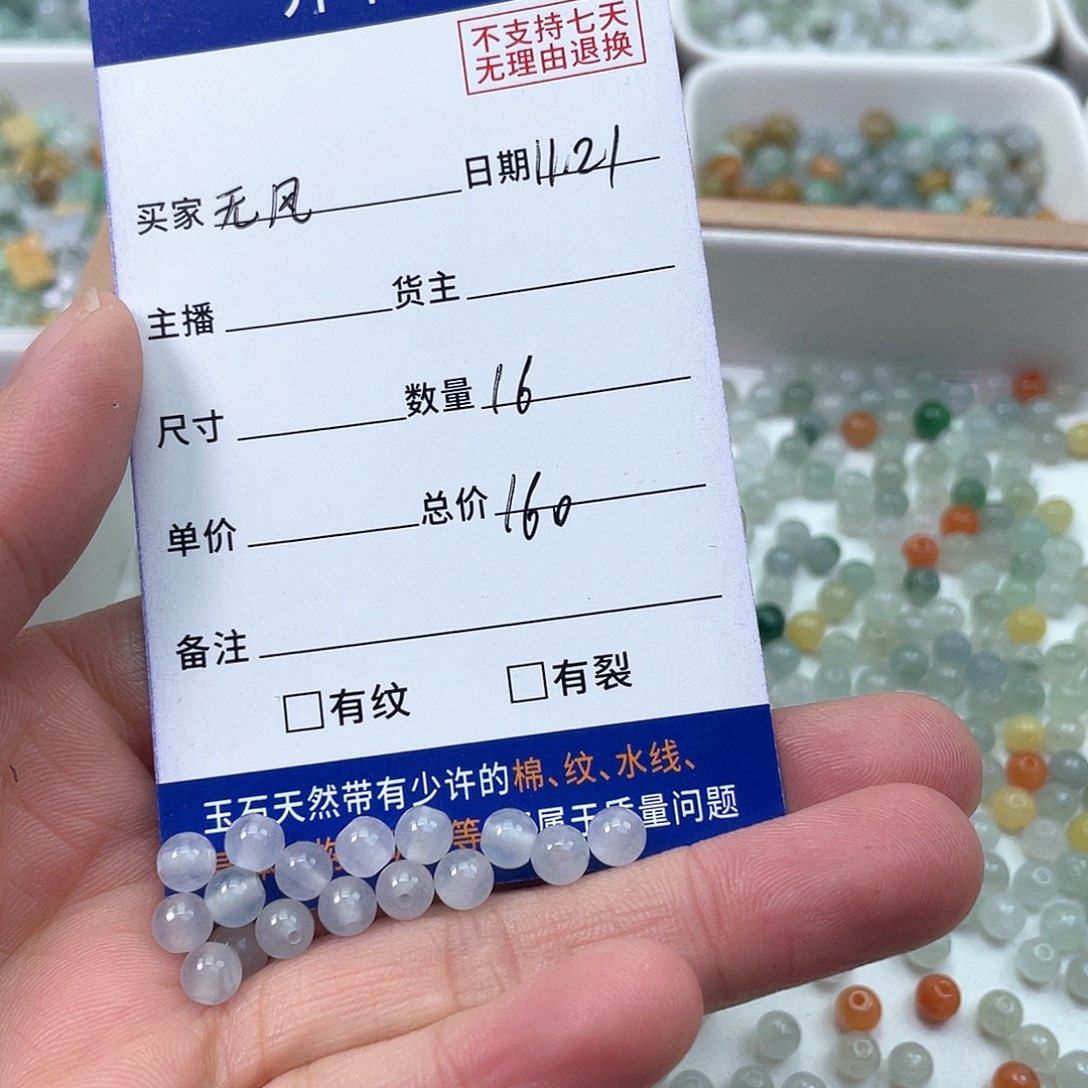 不支持七天
无理由退换
买家 无风 日期 11.21
主播 货主
尺寸 数量 16
单价 总价 160
备注
有纹 有裂
玉石天然带有少许的棉、纹、水线、
等 属于质量问题